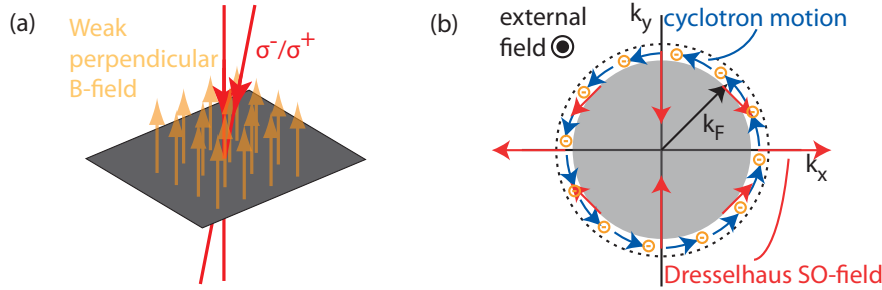 (a)
Weak
perpendicular
B-field
σ⁻/σ⁺
(b)
external
field
k_y
cyclotron motion
k_F
k_x
Dresselhaus SO-field